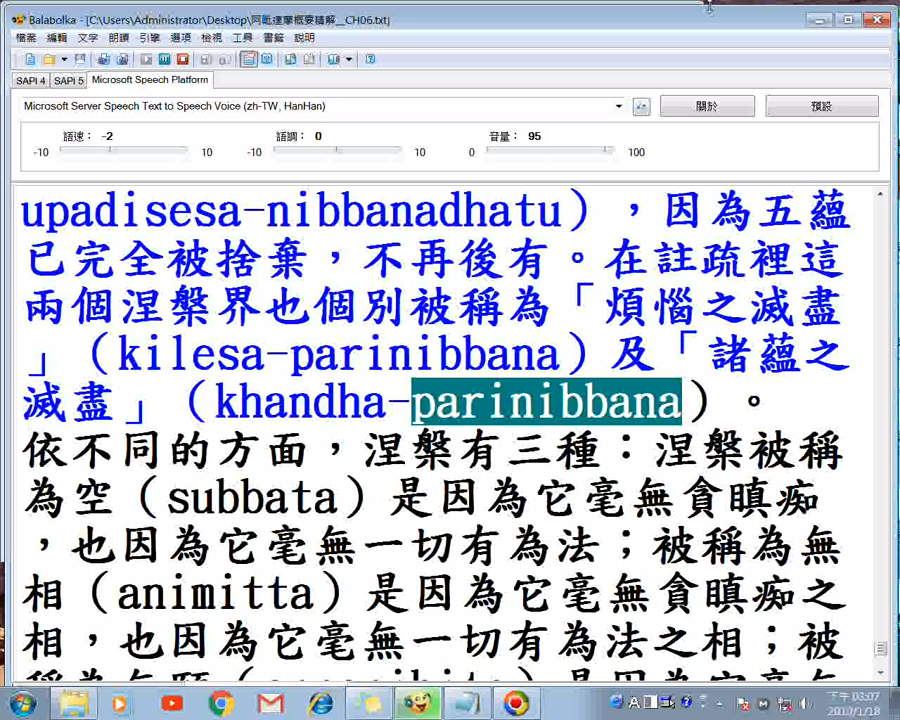 Balabolka - [C:\Users\Administrator\Desktop\阿毗達摩概要精解__CH06.txt]
檔案 編輯 文字 朗讀 引擎 選項 檢視 工具 書籤 說明
SAPI 4 SAPI 5 Microsoft Speech Platform
Microsoft Server Speech Text to Speech Voice (zh-TW, HanHan) 關於 預設
語速： -2 語調： 0 音量： 95
-10 10 -10 10 0 100
upadisesa-nibbanadhatu），因為五蘊
已完全被捨棄，不再後有。在註疏裡這
兩個涅槃界也個別被稱為「煩惱之滅盡
」（kilesa-parinibbana）及「諸蘊之
滅盡」（khandha-parinibbana）。
依不同的方面，涅槃有三種：涅槃被稱
為空（subbata）是因為它毫無貪瞋痴
，也因為它毫無一切有為法；被稱為無
相（animitta）是因為它毫無貪瞋痴之
相，也因為它毫無一切有為法之相；被
下午 03:07
2019/1/18